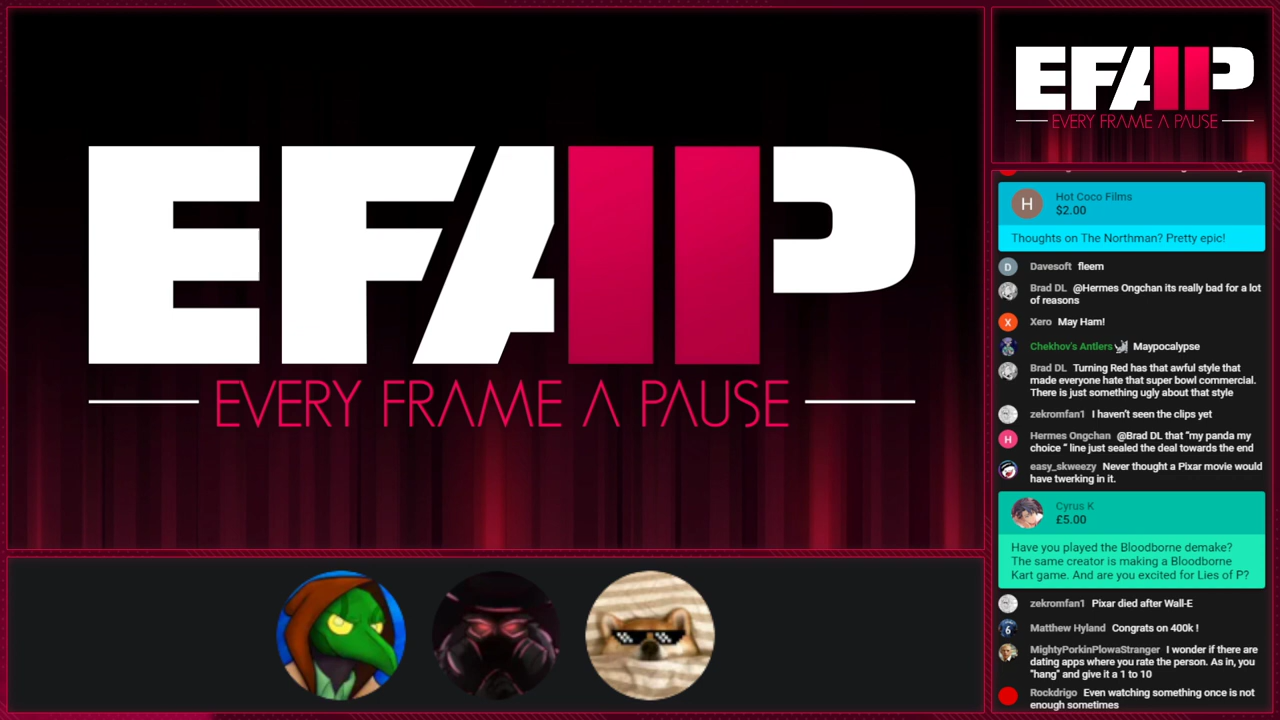 EFAP
EVERY FRAME A PAUSE
EFAP
EVERY FRAME A PAUSE
H
Hot Coco Films
$2.00
Thoughts on The Northman? Pretty epic!
D
Davesoft fleem
Brad DL @Hermes Ongchan its really bad for a lot
of reasons
X
Xero May Ham!
Chekhov's Antlers Maypocalypse
Brad DL Turning Red has that awful style that
made everyone hate that super bowl commercial.
There is just something ugly about that style
zekromfan1 I haven't seen the clips yet
H
Hermes Ongchan @Brad DL that "my panda my
choice " line just sealed the deal towards the end
easy_skweezy Never thought a Pixar movie would
have twerking in it.
Cyrus K
£5.00
Have you played the Bloodborne demake?
The same creator is making a Bloodborne
Kart game. And are you excited for Lies of P?
zekromfan1 Pixar died after Wall-E
6
Matthew Hyland Congrats on 400k !
MightyPorkinPlowaStranger I wonder if there are
dating apps where you rate the person. As in, you
"hang" and give it a 1 to 10
Rockdrigo Even watching something once is not
enough sometimes